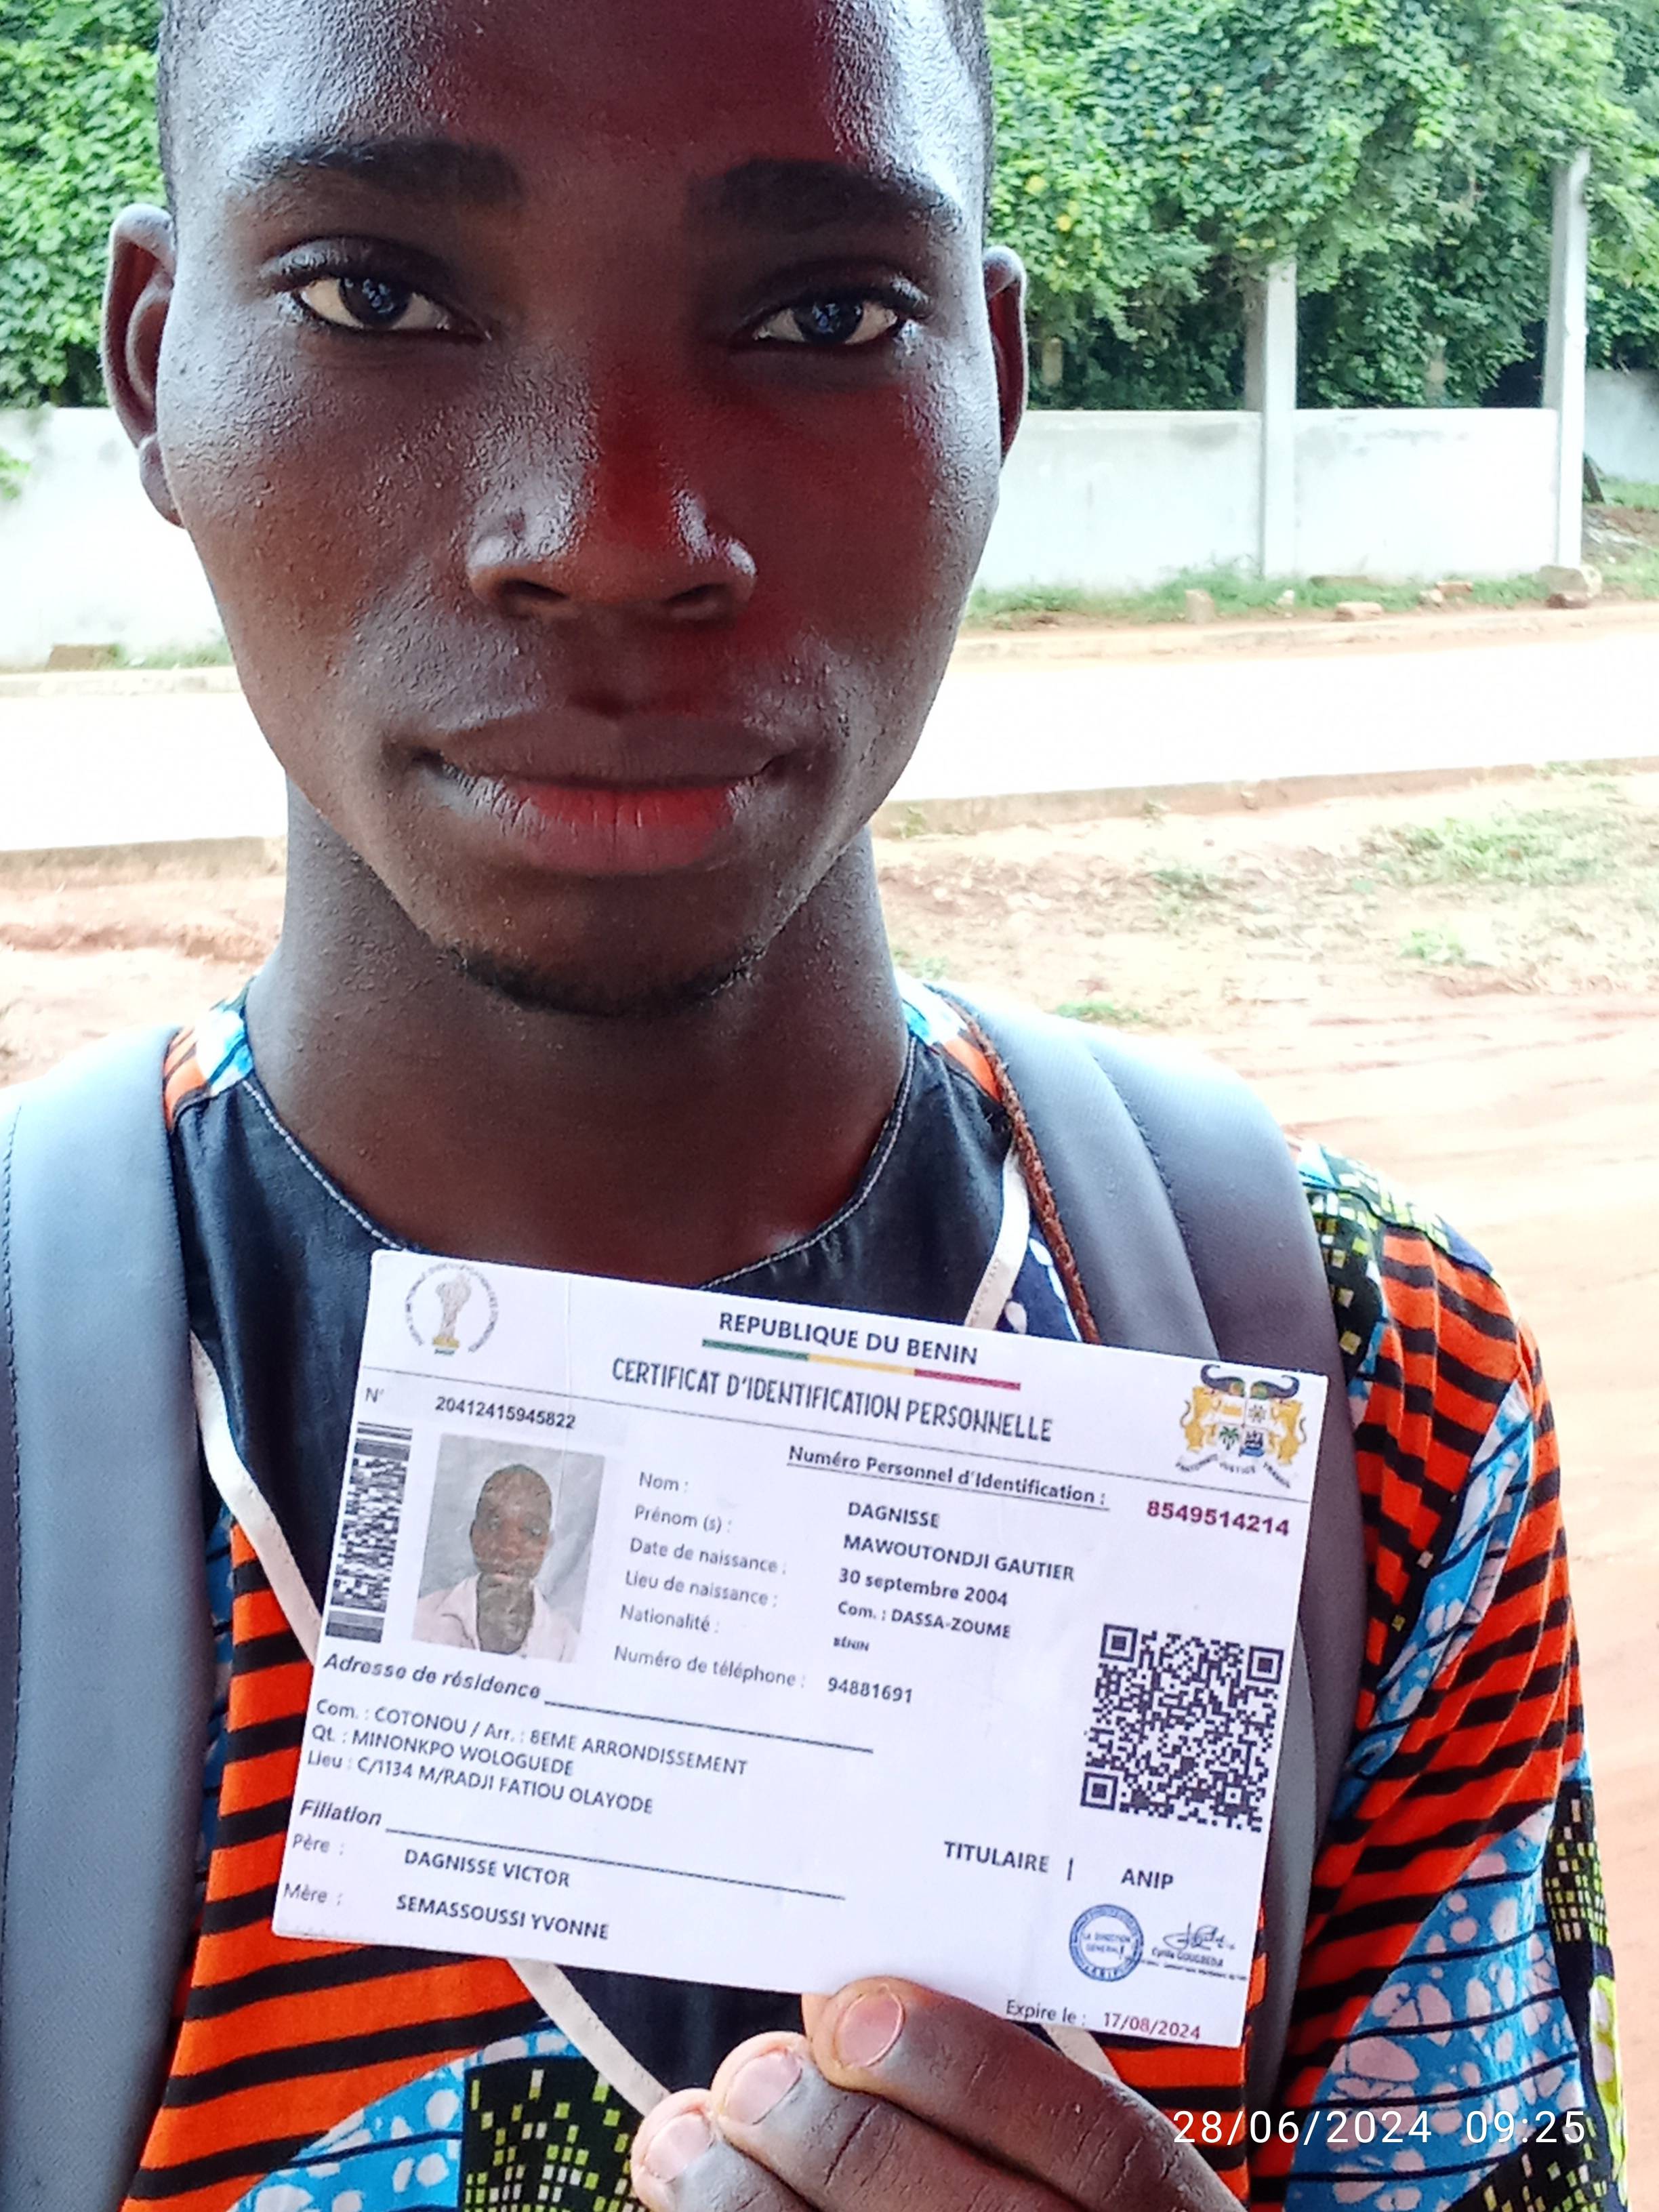 REPUBLIQUE DU BENIN
CERTIFICAT D'IDENTIFICATION PERSONNELLE
N° 20412415945822
Numéro Personnel d'Identification : 8549514214
Nom : DAGNISSE
Prénom (s) : MAWOUTONDJI GAUTIER
Date de naissance : 30 septembre 2004
Lieu de naissance : Com. : DASSA-ZOUME
Nationalité : BÉNIN
Numéro de téléphone : 94881691
Adresse de résidence
Com. : COTONOU / Arr. : 8EME ARRONDISSEMENT
Qt. : MINONKPO WOLOGUEDE
Lieu : C/1134 M/RADJI FATIOU OLAYODE
Filiation
Père : DAGNISSE VICTOR
Mère : SEMASSOUSSI YVONNE
TITULAIRE | ANIP
Expire le : 17/08/2024
28/06/2024 09:25